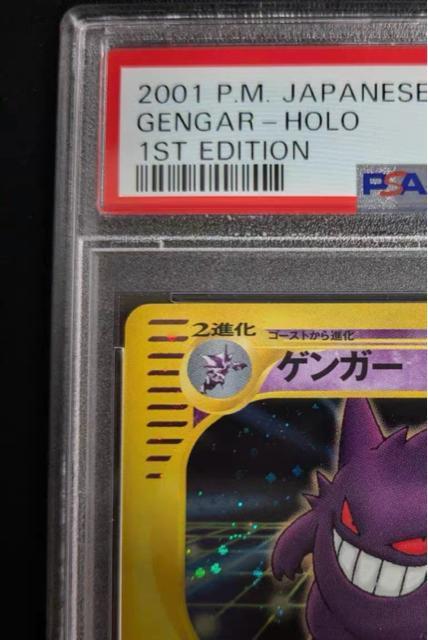 2001 P.M. JAPANESE
GENGAR - HOLO
1ST EDITION
PSA
2進化
ゴーストから進化
ゲンガー